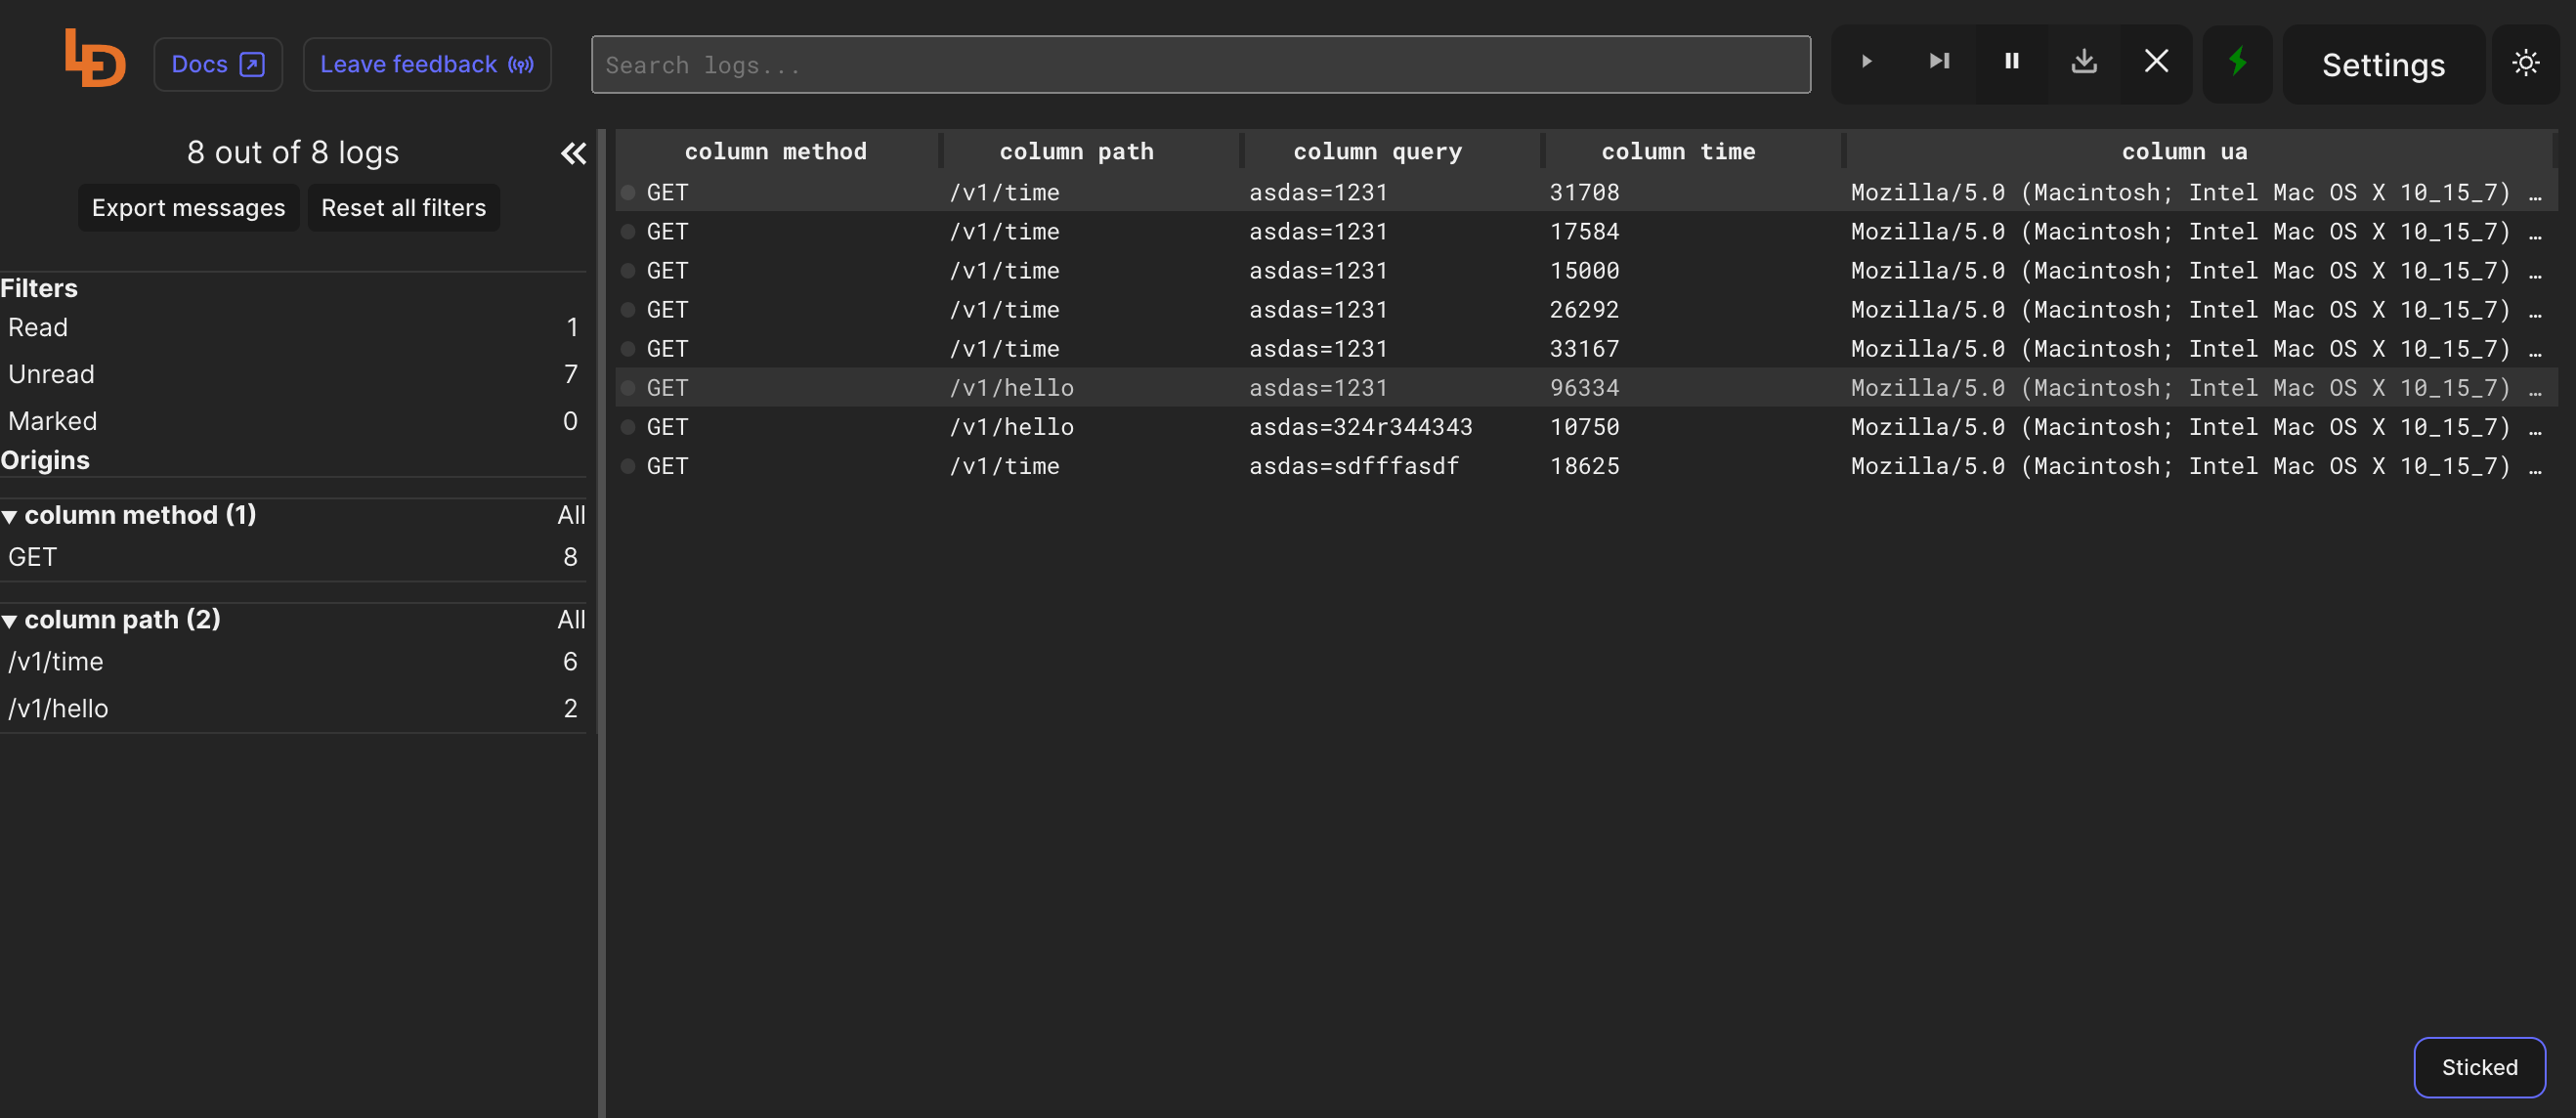 LD Docs Leave feedback Search logs... Settings
8 out of 8 logs
Export messages Reset all filters
Filters
Read 1
Unread 7
Marked 0
Origins
column method (1) All
GET 8
column path (2) All
/v1/time 6
/v1/hello 2
column method column path column query column time column ua
GET /v1/time asdas=1231 31708 Mozilla/5.0 (Macintosh; Intel Mac OS X 10_15_7) …
GET /v1/time asdas=1231 17584 Mozilla/5.0 (Macintosh; Intel Mac OS X 10_15_7) …
GET /v1/time asdas=1231 15000 Mozilla/5.0 (Macintosh; Intel Mac OS X 10_15_7) …
GET /v1/time asdas=1231 26292 Mozilla/5.0 (Macintosh; Intel Mac OS X 10_15_7) …
GET /v1/time asdas=1231 33167 Mozilla/5.0 (Macintosh; Intel Mac OS X 10_15_7) …
GET /v1/hello asdas=1231 96334 Mozilla/5.0 (Macintosh; Intel Mac OS X 10_15_7) …
GET /v1/hello asdas=324r344343 10750 Mozilla/5.0 (Macintosh; Intel Mac OS X 10_15_7) …
GET /v1/time asdas=sdfffasdf 18625 Mozilla/5.0 (Macintosh; Intel Mac OS X 10_15_7) …
Sticked